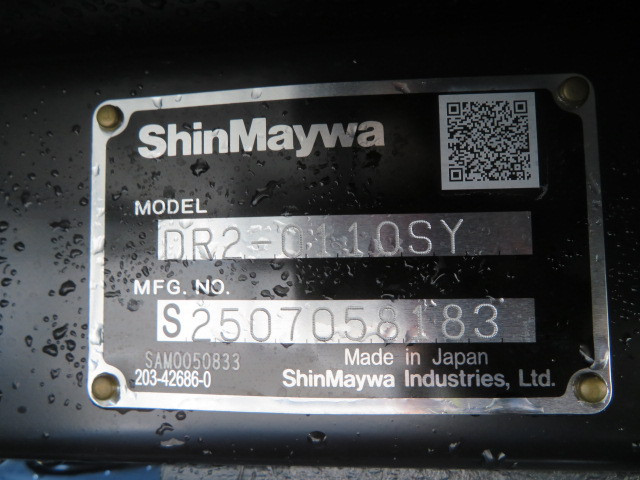 ShinMaywa
MODEL
DR2-0110SY
MFG. NO.
S2507058183
SAM0050833
Made in Japan
203-42686-0
ShinMaywa Industries, Ltd.